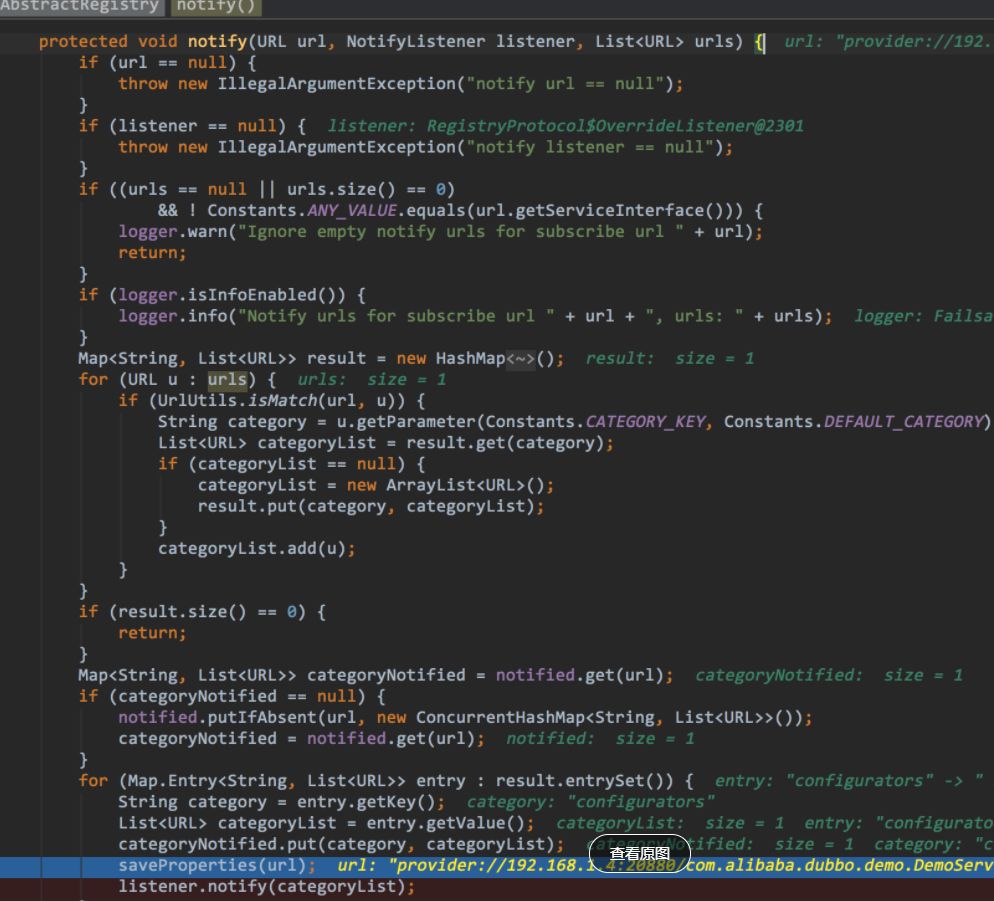 AbstractRegistry notify()
protected void notify(URL url, NotifyListener listener, List<URL> urls) { url: "provider://192.
if (url == null) {
throw new IllegalArgumentException("notify url == null");
}
if (listener == null) { listener: RegistryProtocol$OverrideListener@2301
throw new IllegalArgumentException("notify listener == null");
}
if ((urls == null || urls.size() == 0)
&& ! Constants.ANY_VALUE.equals(url.getServiceInterface())) {
logger.warn("Ignore empty notify urls for subscribe url " + url);
return;
}
if (logger.isInfoEnabled()) {
logger.info("Notify urls for subscribe url " + url + ", urls: " + urls); logger: Failsa
}
Map<String, List<URL>> result = new HashMap<~>(); result: size = 1
for (URL u : urls) { urls: size = 1
if (UrlUtils.isMatch(url, u)) {
String category = u.getParameter(Constants.CATEGORY_KEY, Constants.DEFAULT_CATEGORY)
List<URL> categoryList = result.get(category);
if (categoryList == null) {
categoryList = new ArrayList<URL>();
result.put(category, categoryList);
}
categoryList.add(u);
}
}
if (result.size() == 0) {
return;
}
Map<String, List<URL>> categoryNotified = notified.get(url); categoryNotified: size = 1
if (categoryNotified == null) {
notified.putIfAbsent(url, new ConcurrentHashMap<String, List<URL>>());
categoryNotified = notified.get(url); notified: size = 1
}
for (Map.Entry<String, List<URL>> entry : result.entrySet()) { entry: "configurators" -> "
String category = entry.getKey(); category: "configurators"
List<URL> categoryList = entry.getValue(); categoryList: size = 1 entry: "configurato
categoryNotified.put(category, categoryList); categoryNotified: size = 1 category: "c
查看原图
saveProperties(url); url: "provider://192.168.1.4:20880/com.alibaba.dubbo.demo.DemoServ
listener.notify(categoryList);